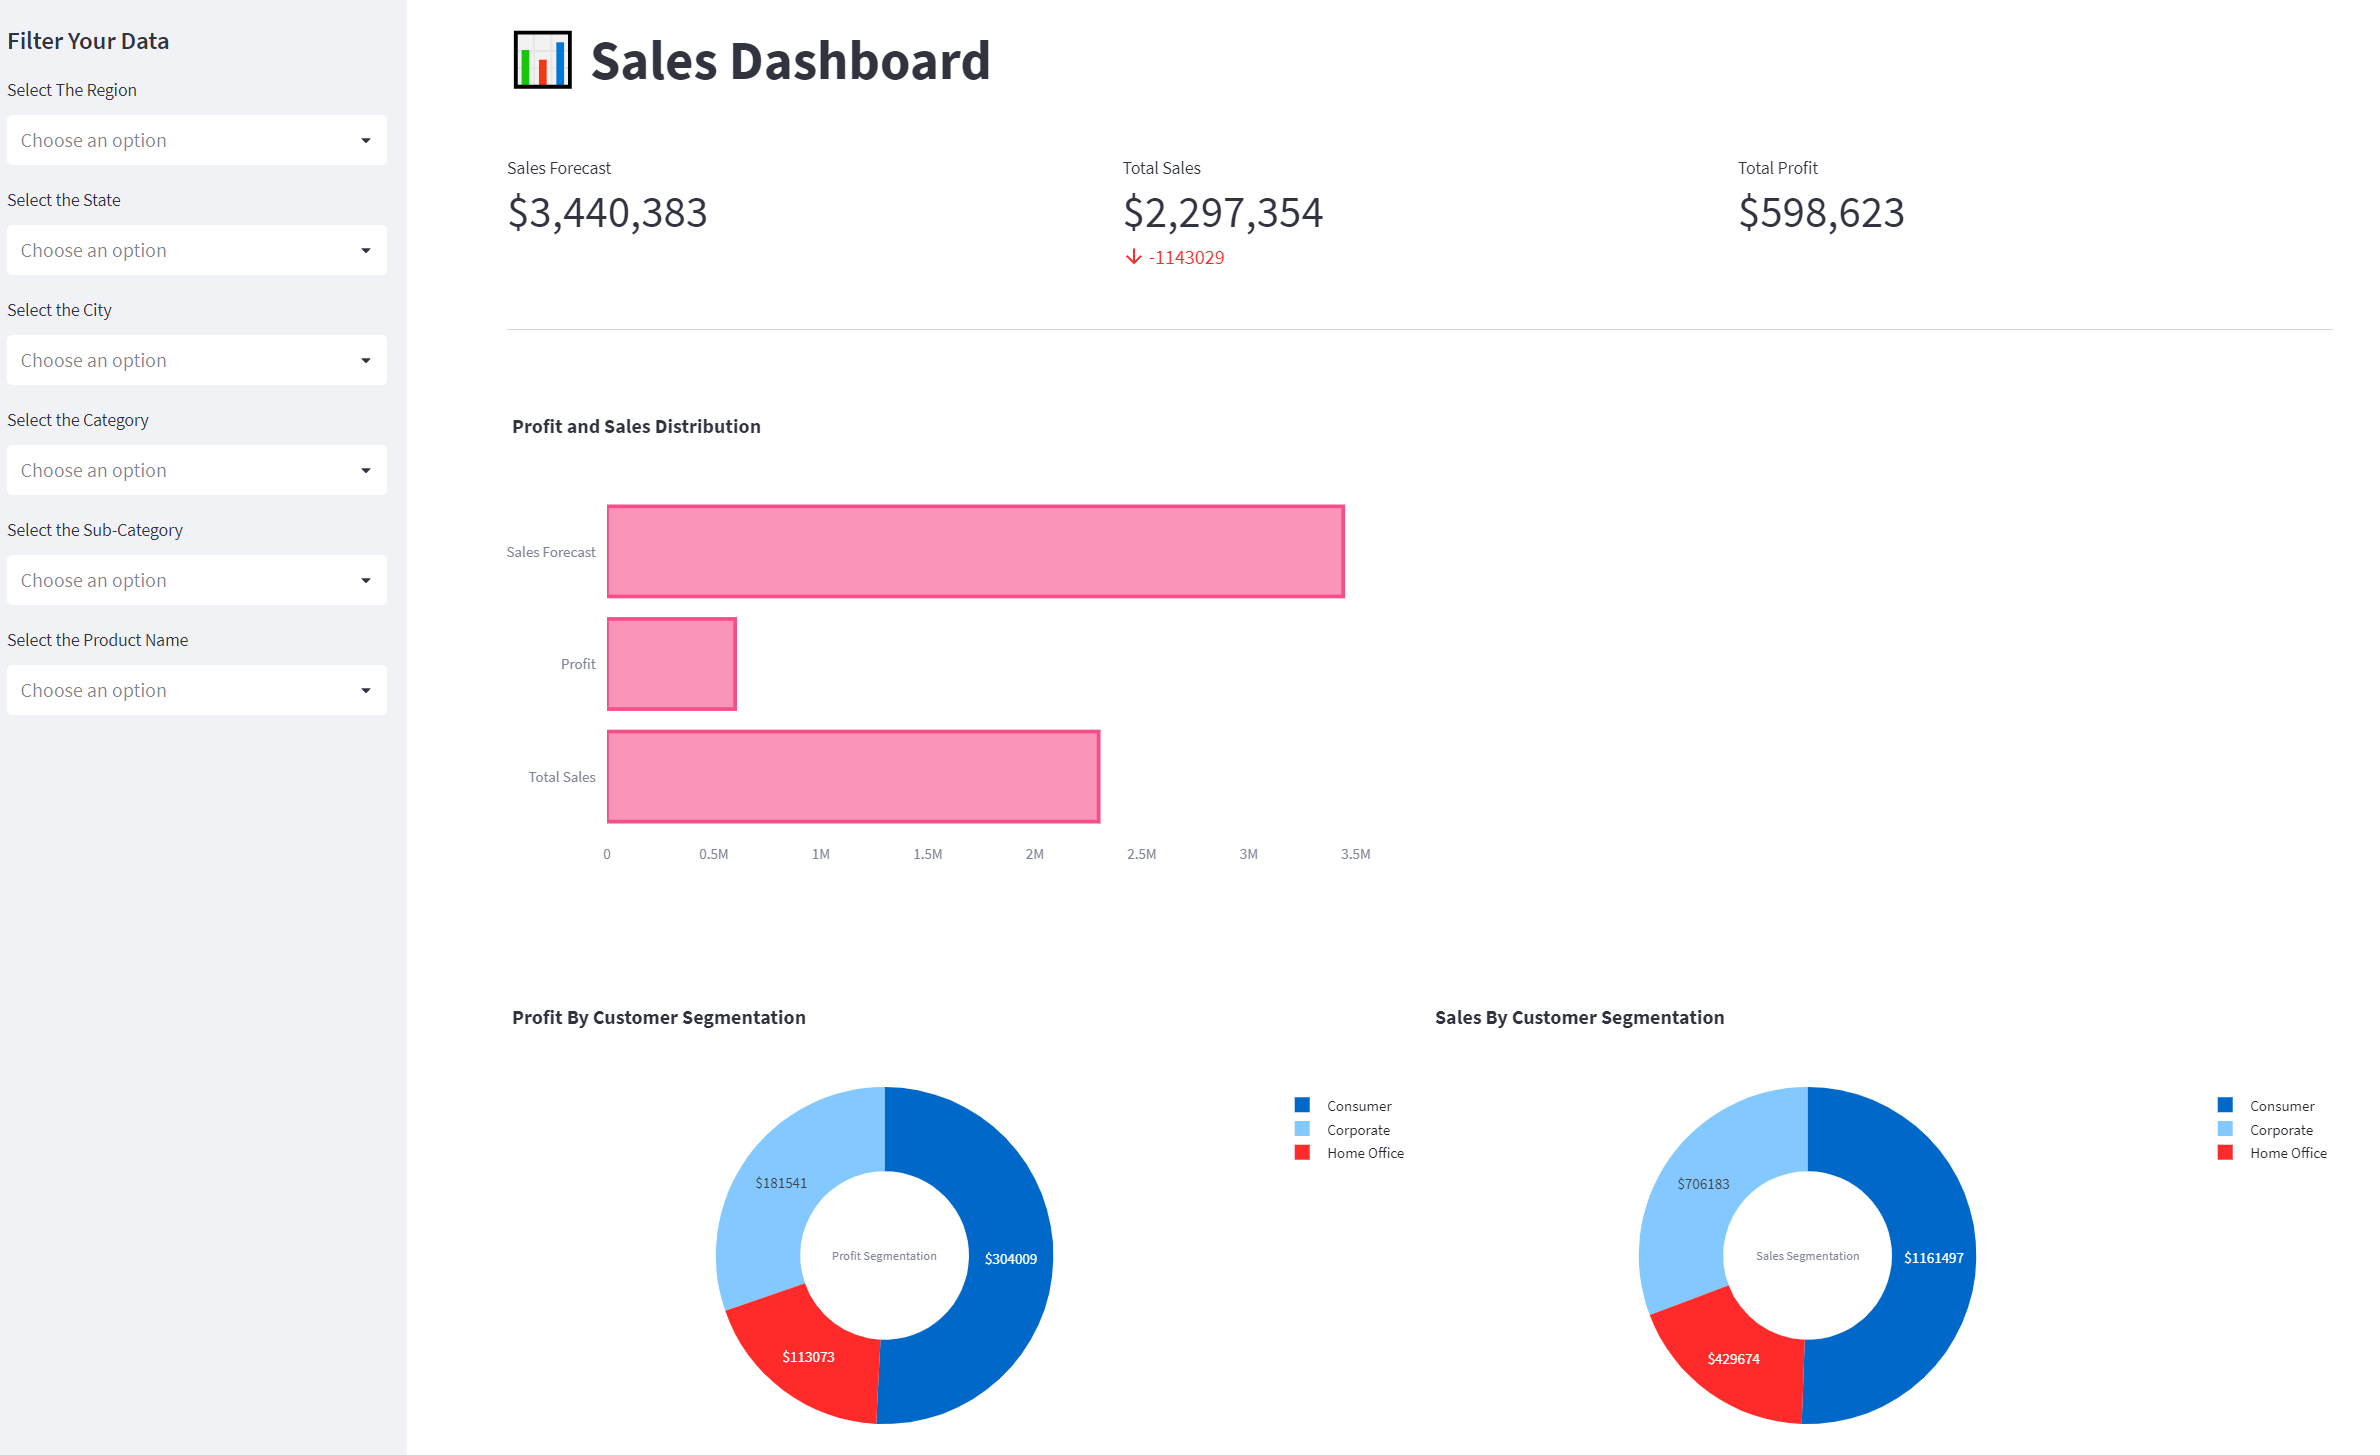 Filter Your Data
Select The Region
Choose an option
Select the State
Choose an option
Select the City
Choose an option
Select the Category
Choose an option
Select the Sub-Category
Choose an option
Select the Product Name
Choose an option
Sales Dashboard
Sales Forecast
$3,440,383
Total Sales
$2,297,354
-1143029
Total Profit
$598,623
Profit and Sales Distribution
Sales Forecast
Profit
Total Sales
0 0.5M 1M 1.5M 2M 2.5M 3M 3.5M
Profit By Customer Segmentation
Consumer
Corporate
Home Office
$181541
Profit Segmentation
$304009
$113073
Sales By Customer Segmentation
Consumer
Corporate
Home Office
$706183
Sales Segmentation
$1161497
$429674